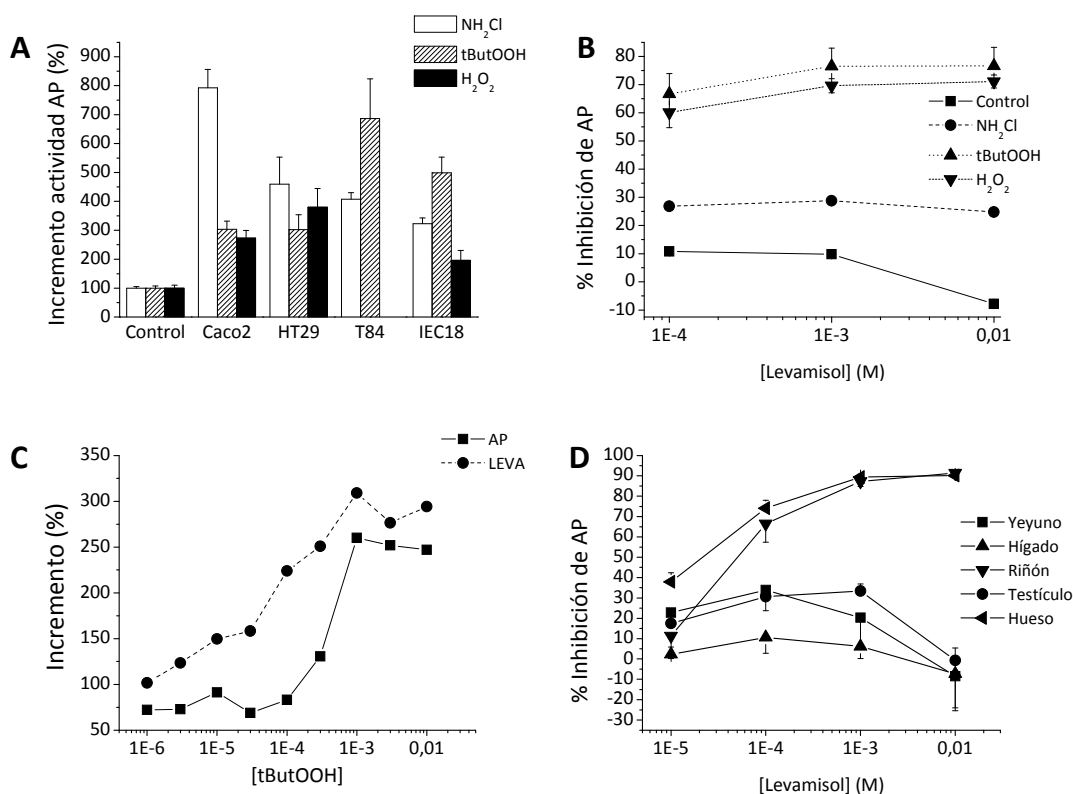 A
Incremento actividad AP (%)
950
900
800
700
600
500
400
300
200
100
0
Control
Caco2
HT29
T84
IEC18
NH2Cl
tButOOH
H2O2
B
% Inhibición de AP
80
70
60
50
40
30
20
10
0
-10
1E-4
1E-3
0,01
[Levamisol] (M)
Control
NH2Cl
tButOOH
H2O2
C
Incremento (%)
350
300
250
200
150
100
50
1E-6
1E-5
1E-4
1E-3
0,01
[tButOOH]
AP
LEVA
D
% Inhibición de AP
100
90
80
70
60
50
40
30
20
10
0
-10
-20
-30
1E-5
1E-4
1E-3
0,01
[Levamisol] (M)
Yeyuno
Hígado
Riñón
Testículo
Hueso